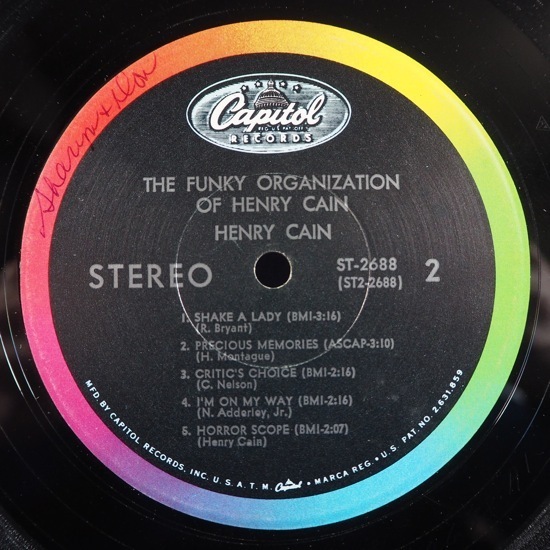 Sharyn & Don
Capitol
REG. U.S. PAT. OFF.
RECORDS
THE FUNKY ORGANIZATION
OF HENRY CAIN
HENRY CAIN
STEREO
ST-2688
(ST2-2688)
2
1. SHAKE A LADY (BMI-3:16)
(R. Bryant)
2. PRECIOUS MEMORIES (ASCAP-3:10)
(H. Montague)
3. CRITIC'S CHOICE (BMI-2:16)
(C. Nelson)
4. I'M ON MY WAY (BMI-2:16)
(N. Adderley, Jr.)
5. HORROR SCOPE (BMI-2:07)
(Henry Cain)
MFD. BY CAPITOL RECORDS, INC. U.S.A. T.M. Capitol • MARCA REG. • U.S. PAT. NO. 2,631,859